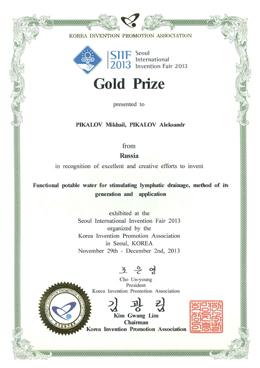 KOREA INVENTION PROMOTION ASSOCIATION
SIIF 2013
Seoul
International
Invention Fair 2013
Gold Prize
presented to
PIKALOV Mikhail, PIKALOV Aleksandr
from
Russia
in recognition of excellent and creative efforts to invent
Functional potable water for stimulating lymphatic drainage, method of its
generation and application
exhibited at the
Seoul International Invention Fair 2013
organized by the
Korea Invention Promotion Association
in Seoul, KOREA
November 29th - December 2nd, 2013
조 은 영
Cho Un-young
President
Korea Invention Promotion Association
김 광 림
Kim Gwang Lim
Chairman
Korea Invention Promotion Association